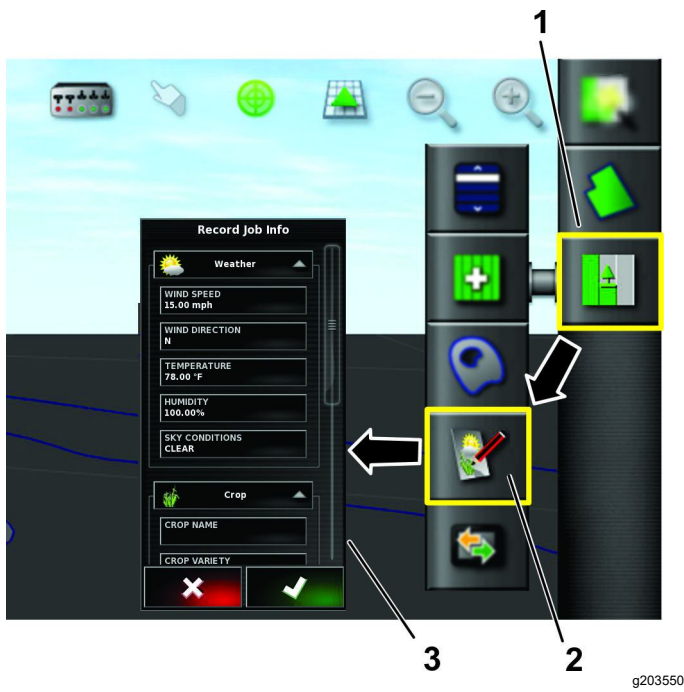 1
Record Job Info
Weather
WIND SPEED
15.00 mph
WIND DIRECTION
N
TEMPERATURE
78.00 °F
HUMIDITY
100.00%
SKY CONDITIONS
CLEAR
Crop
CROP NAME
CROP VARIETY
3
2
g203550